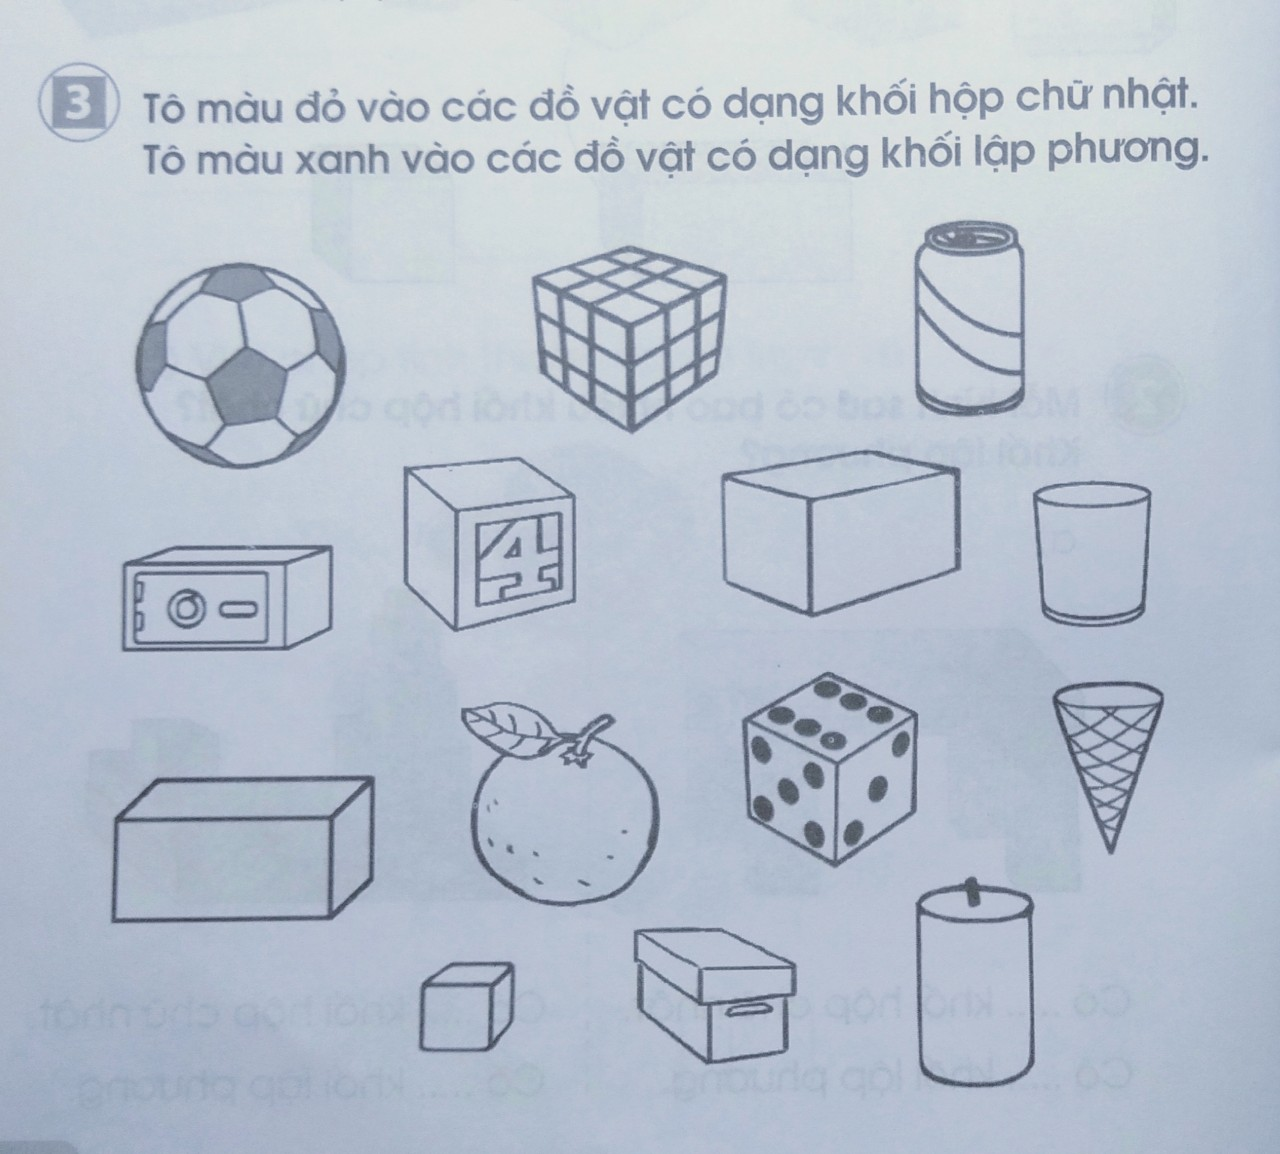 3 Tô màu đỏ vào các đồ vật có dạng khối hộp chữ nhật.
Tô màu xanh vào các đồ vật có dạng khối lập phương.
4